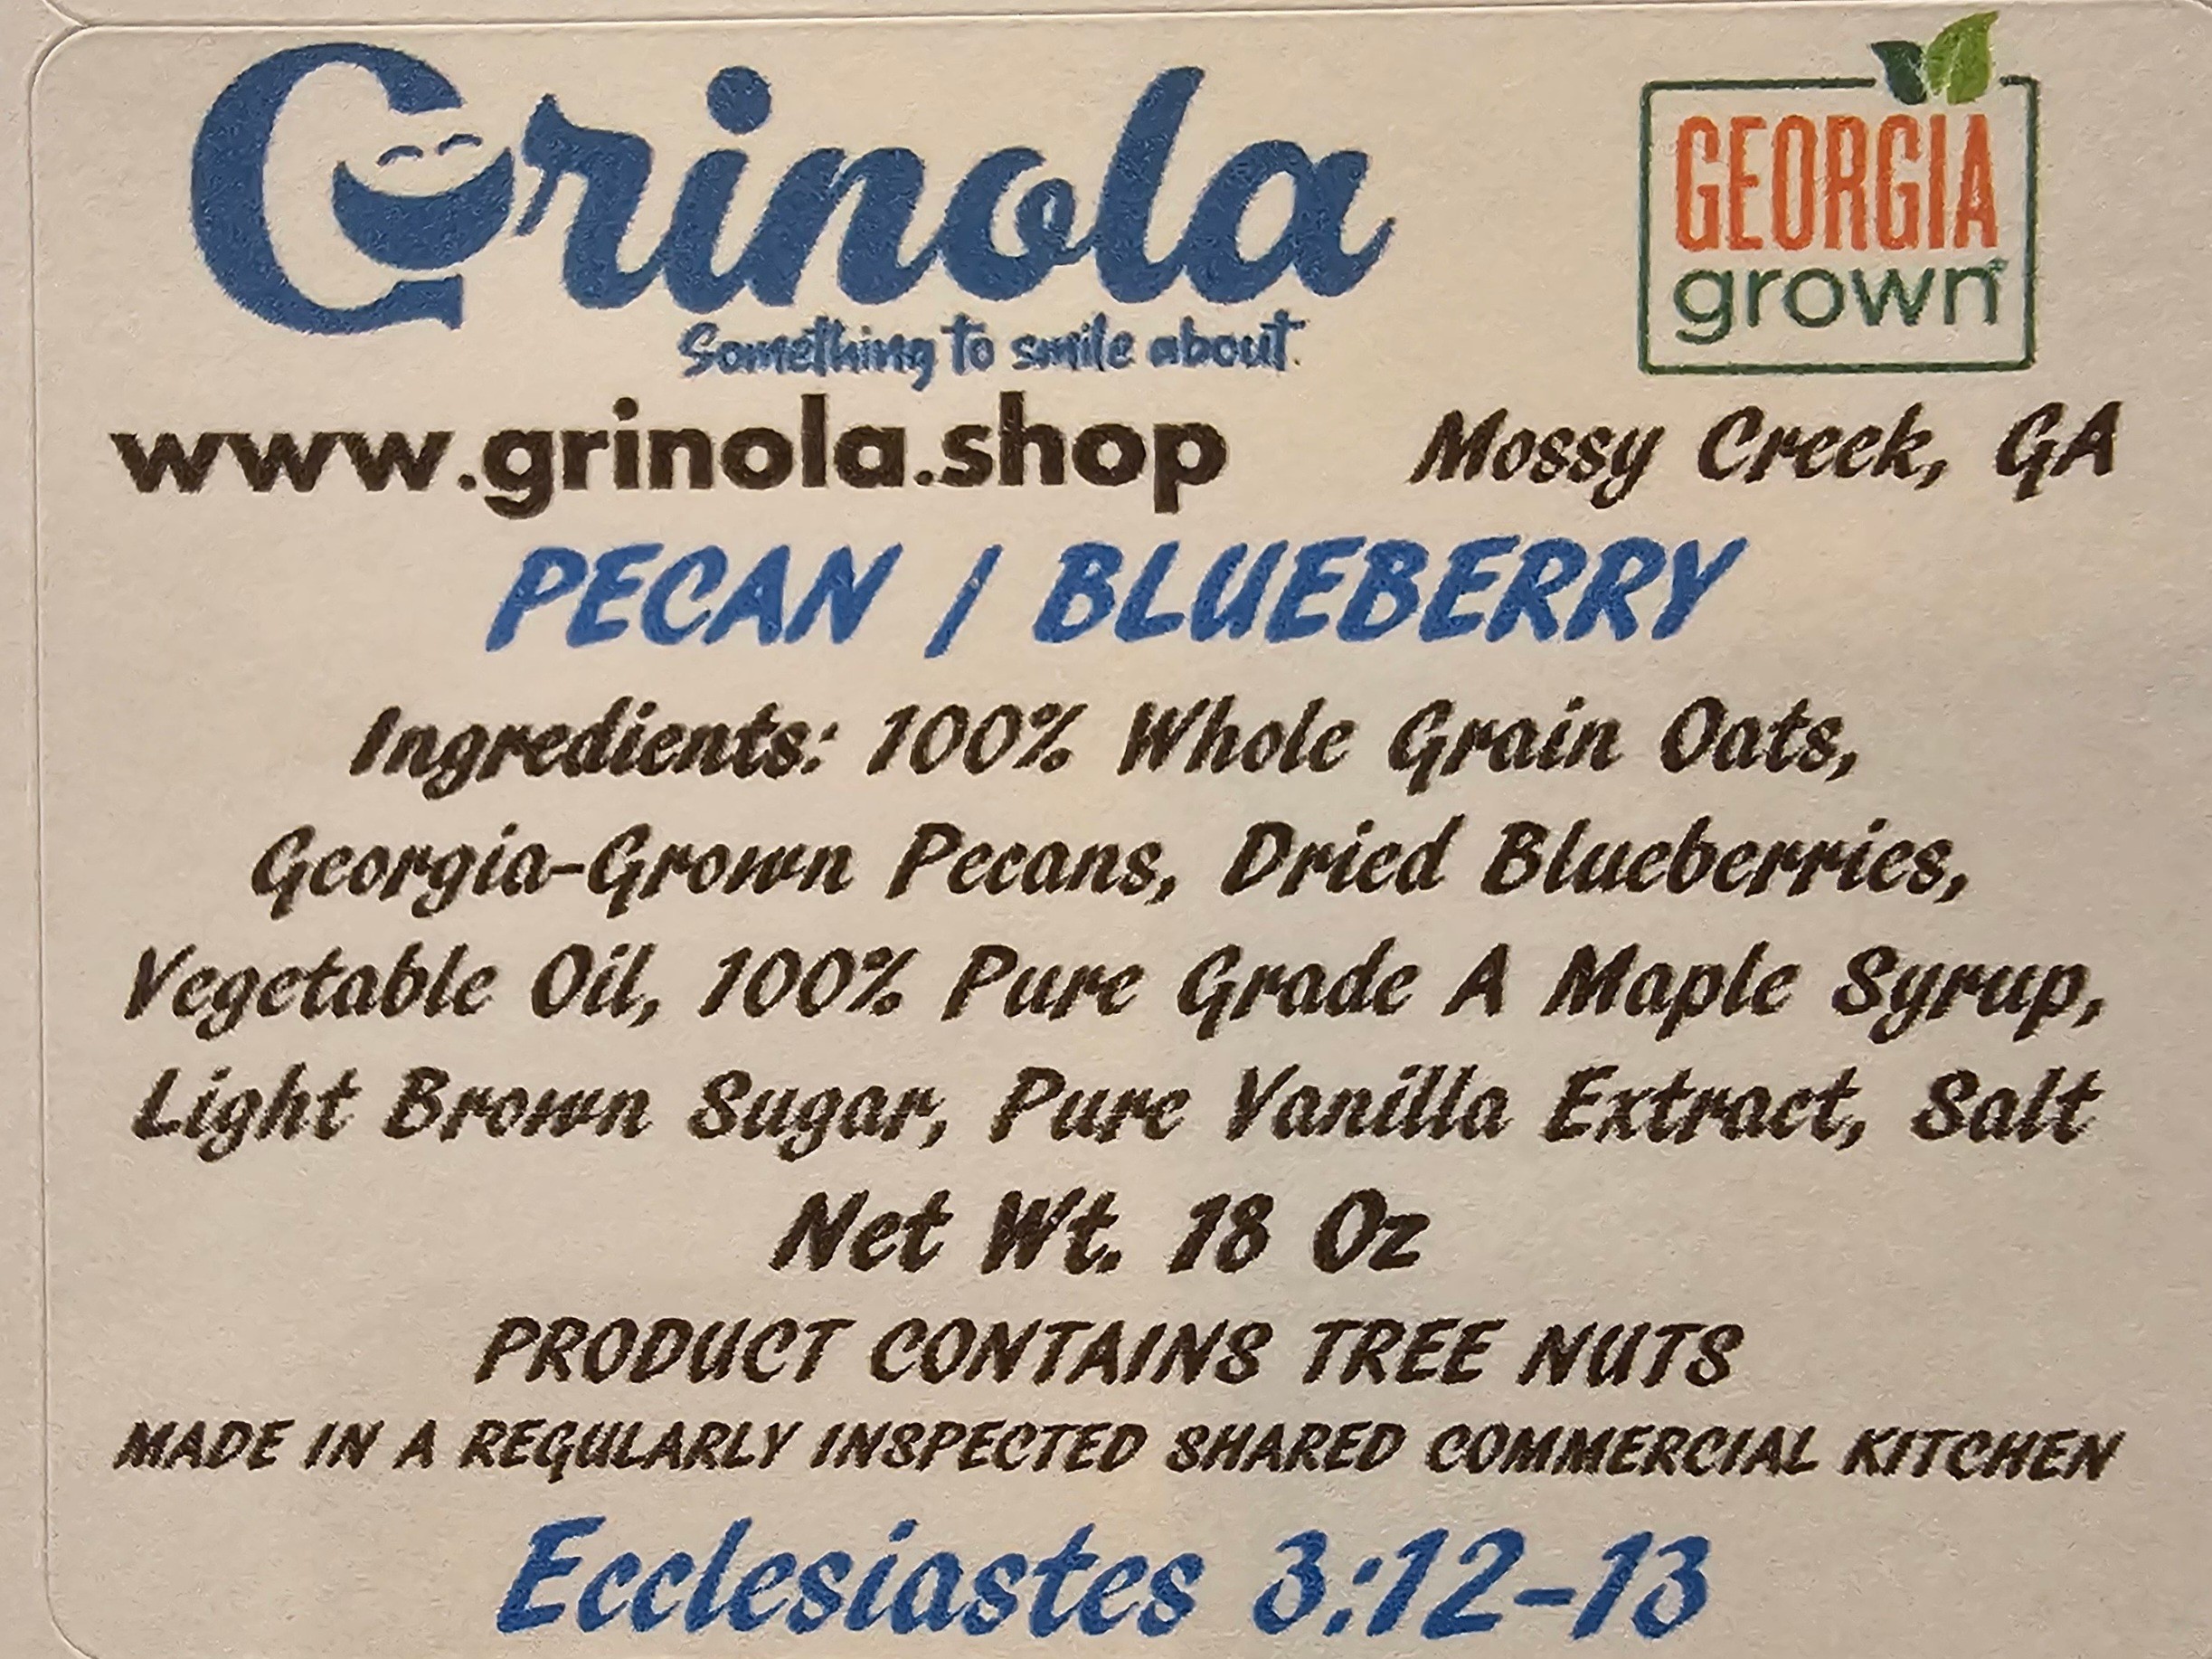 Grinola
Something to smile about.
GEORGIA
grown
www.grinola.shop
Mossy Creek, GA
PECAN / BLUEBERRY
Ingredients: 100% Whole Grain Oats,
Georgia-Grown Pecans, Dried Blueberries,
Vegetable Oil, 100% Pure Grade A Maple Syrup,
Light Brown Sugar, Pure Vanilla Extract, Salt
Net Wt. 18 Oz
PRODUCT CONTAINS TREE NUTS
MADE IN A REGULARLY INSPECTED SHARED COMMERCIAL KITCHEN
Ecclesiastes 3:12-13